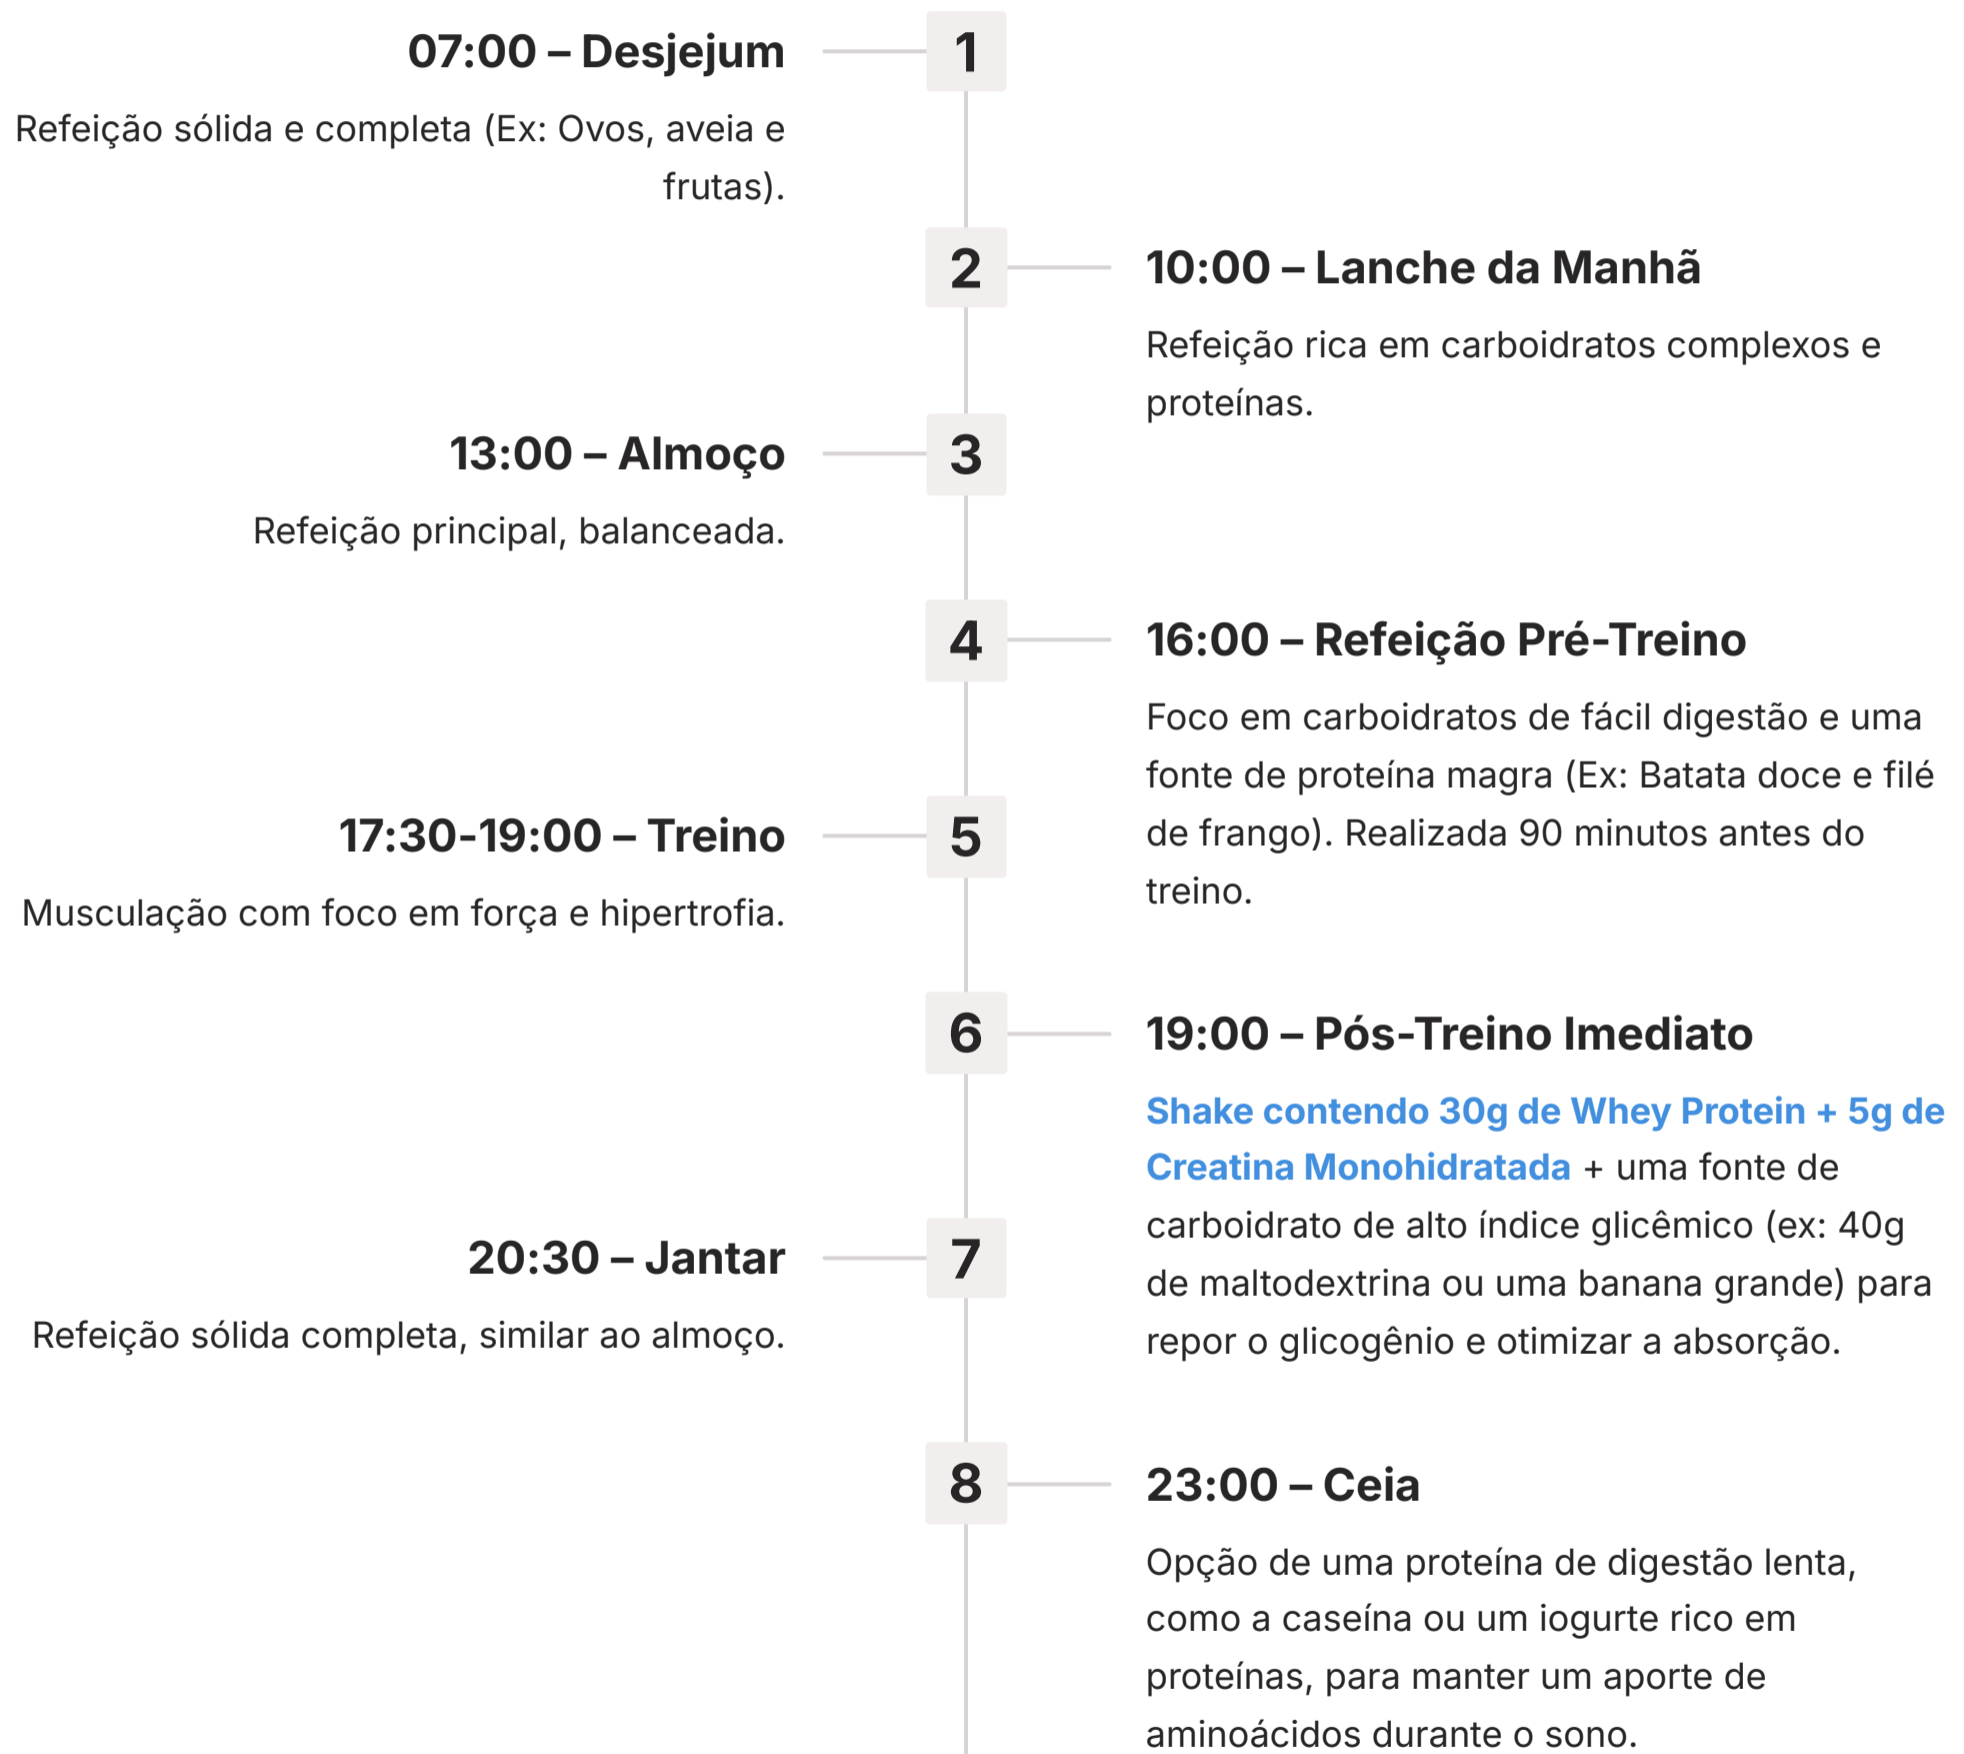 1
07:00 – Desjejum
Refeição sólida e completa (Ex: Ovos, aveia e
frutas).
2
10:00 – Lanche da Manhã
Refeição rica em carboidratos complexos e
proteínas.
3
13:00 – Almoço
Refeição principal, balanceada.
4
16:00 – Refeição Pré-Treino
Foco em carboidratos de fácil digestão e uma
fonte de proteína magra (Ex: Batata doce e filé
de frango). Realizada 90 minutos antes do
treino.
5
17:30-19:00 – Treino
Musculação com foco em força e hipertrofia.
6
19:00 – Pós-Treino Imediato
Shake contendo 30g de Whey Protein + 5g de
Creatina Monohidratada + uma fonte de
carboidrato de alto índice glicêmico (ex: 40g
de maltodextrina ou uma banana grande) para
repor o glicogênio e otimizar a absorção.
7
20:30 – Jantar
Refeição sólida completa, similar ao almoço.
8
23:00 – Ceia
Opção de uma proteína de digestão lenta,
como a caseína ou um iogurte rico em
proteínas, para manter um aporte de
aminoácidos durante o sono.